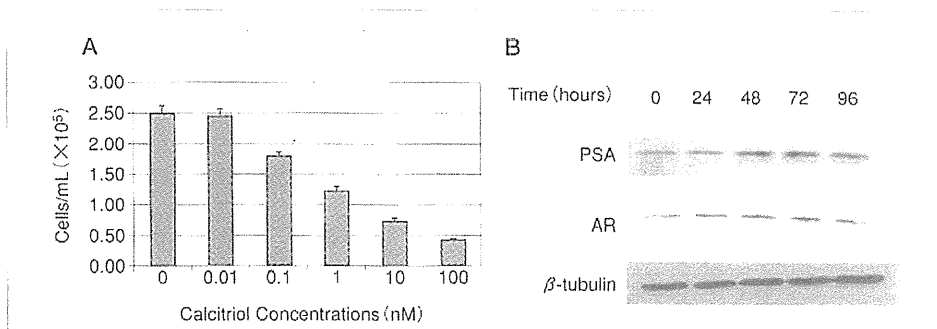 A
3.00
2.50
2.00
1.50
1.00
0.50
0.00
Cells/mL (×10⁵)
0 0.01 0.1 1 10 100
Calcitriol Concentrations (nM)
B
Time (hours) 0 24 48 72 96
PSA
AR
β-tubulin